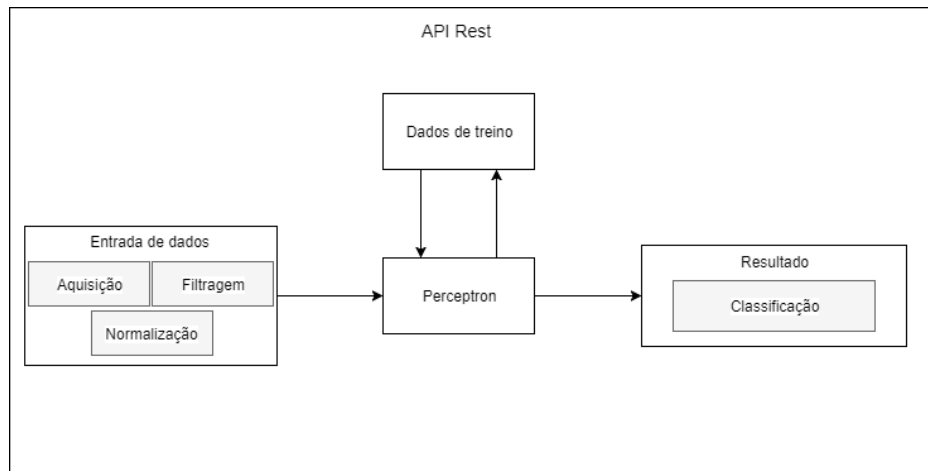 API Rest
Dados de treino
Entrada de dados
Aquisição
Filtragem
Normalização
Perceptron
Resultado
Classificação